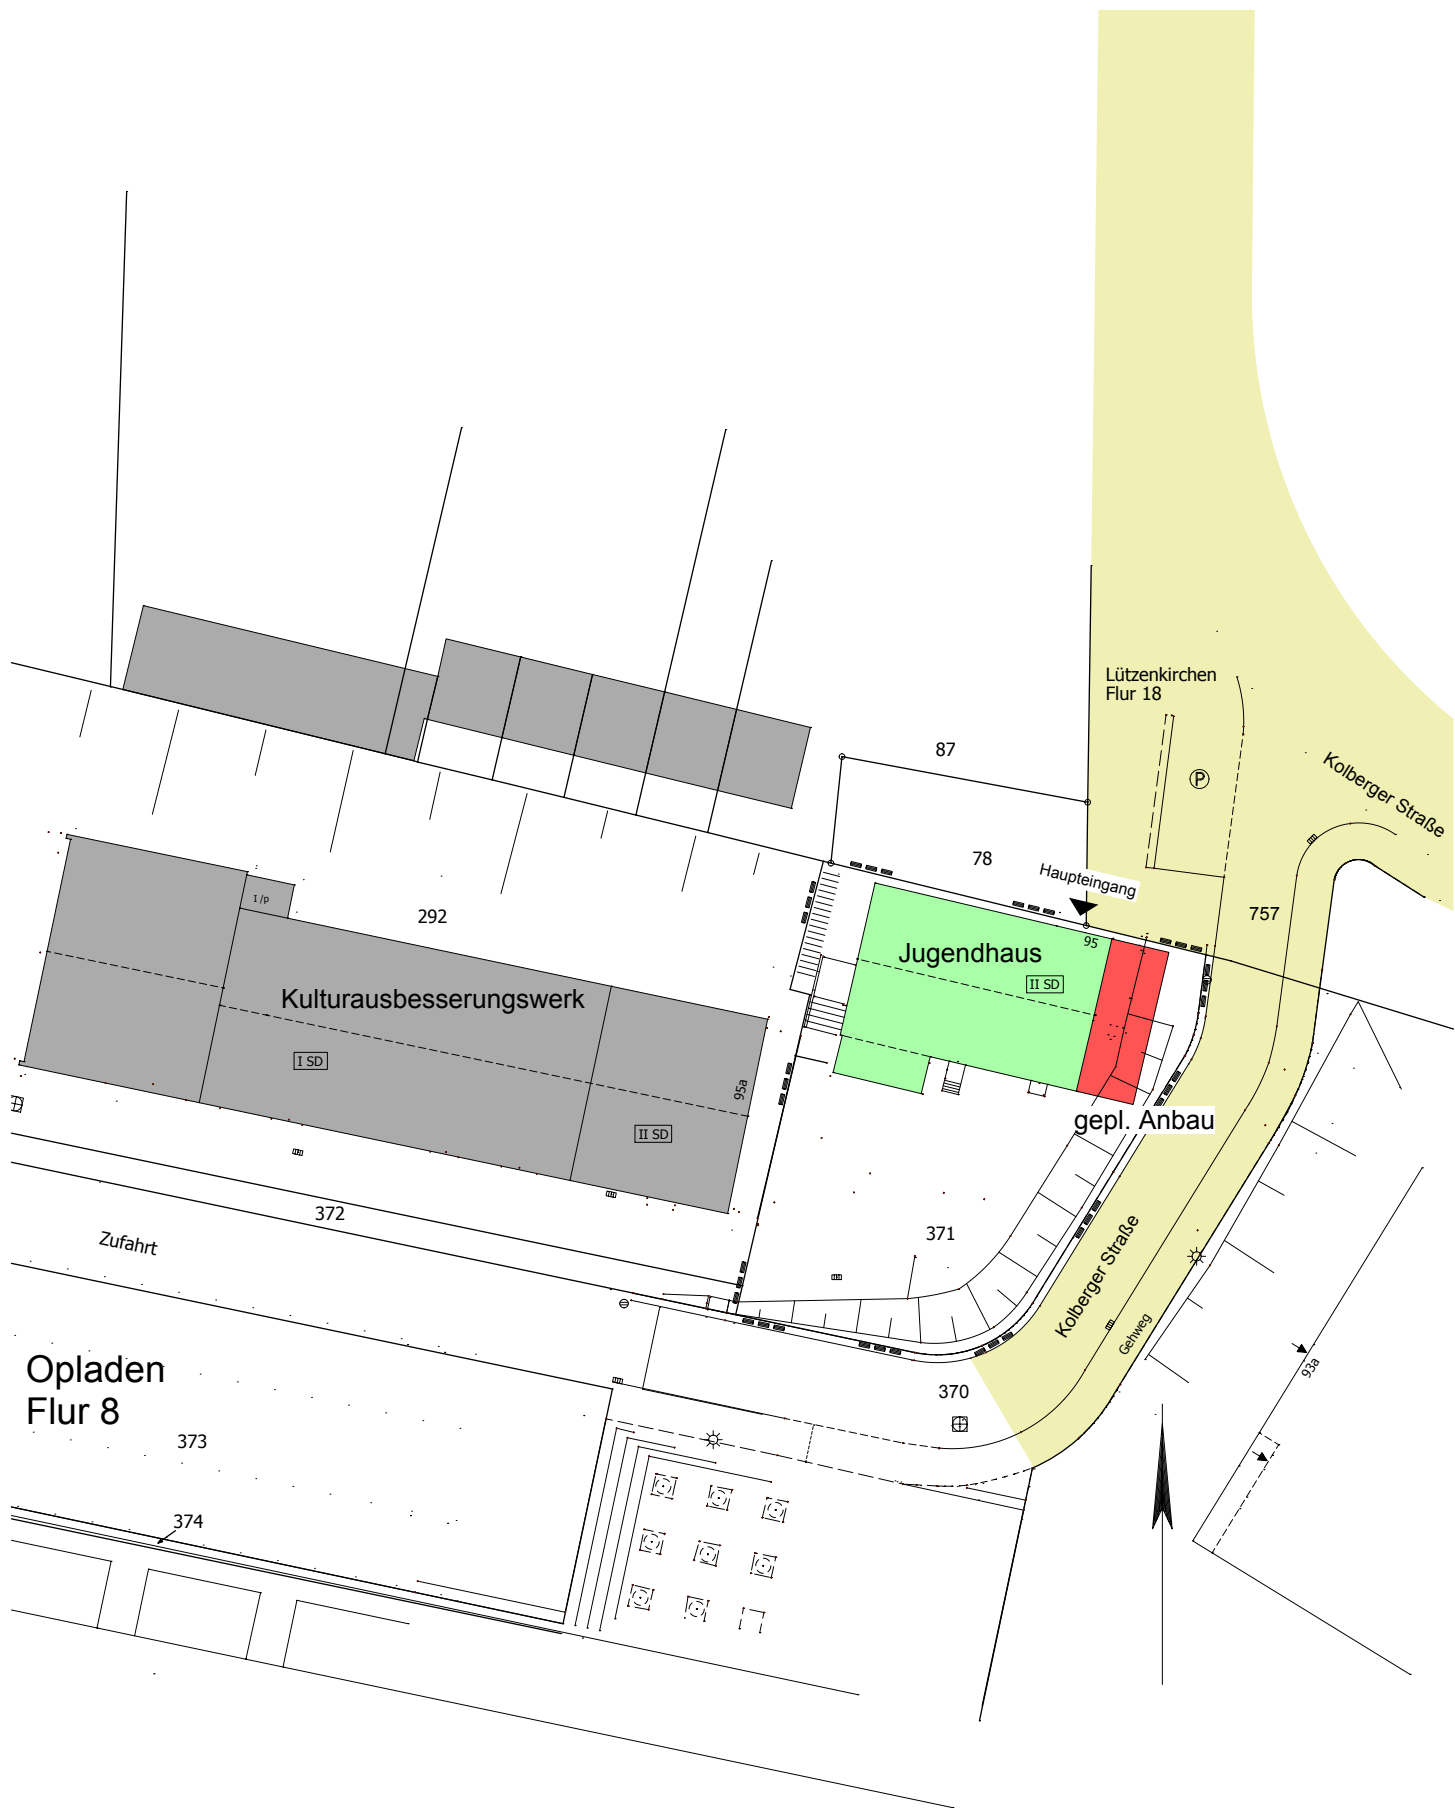 Lützenkirchen
Flur 18
87
Kolberger Straße
P
78
Haupteingang
I /P
292
757
95
Jugendhaus
II SD
Kulturausbesserungswerk
I SD
95a
gepl. Anbau
II SD
372
Zufahrt
371
Kolberger Straße
Gehweg
93a
Opladen
Flur 8
370
373
374